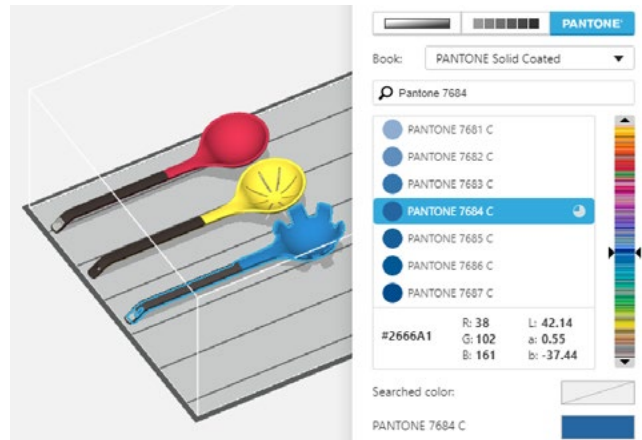 PANTONE®
Book: PANTONE Solid Coated
Pantone 7684
PANTONE 7681 C
PANTONE 7682 C
PANTONE 7683 C
PANTONE 7684 C
PANTONE 7685 C
PANTONE 7686 C
PANTONE 7687 C
#2666A1 R: 38 L: 42.14
G: 102 a: 0.55
B: 161 b: -37.44
Searched color:
PANTONE 7684 C